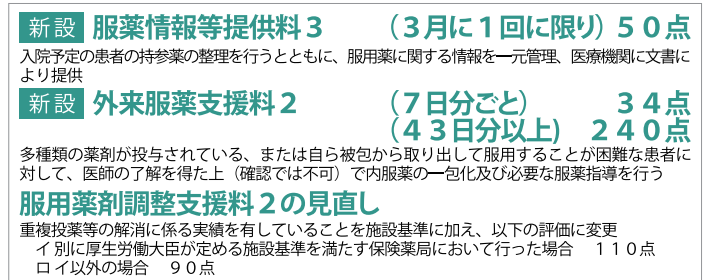 新設 服薬情報等提供料３ （３月に１回に限り）５０点
入院予定の患者の持参薬の整理を行うとともに、服用薬に関する情報を一元管理、医療機関に文書に
より提供
新設 外来服薬支援料２ （７日分ごと） ３４点
（４３日分以上） ２４０点
多種類の薬剤が投与されている、または自ら被包から取り出して服用することが困難な患者に
対して、医師の了解を得た上（確認では不可）で内服薬の一包化及び必要な服薬指導を行う
服用薬剤調整支援料２の見直し
重複投薬等の解消に係る実績を有していることを施設基準に加え、以下の評価に変更
イ 別に厚生労働大臣が定める施設基準を満たす保険薬局において行った場合 １１０点
ロ イ以外の場合 ９０点